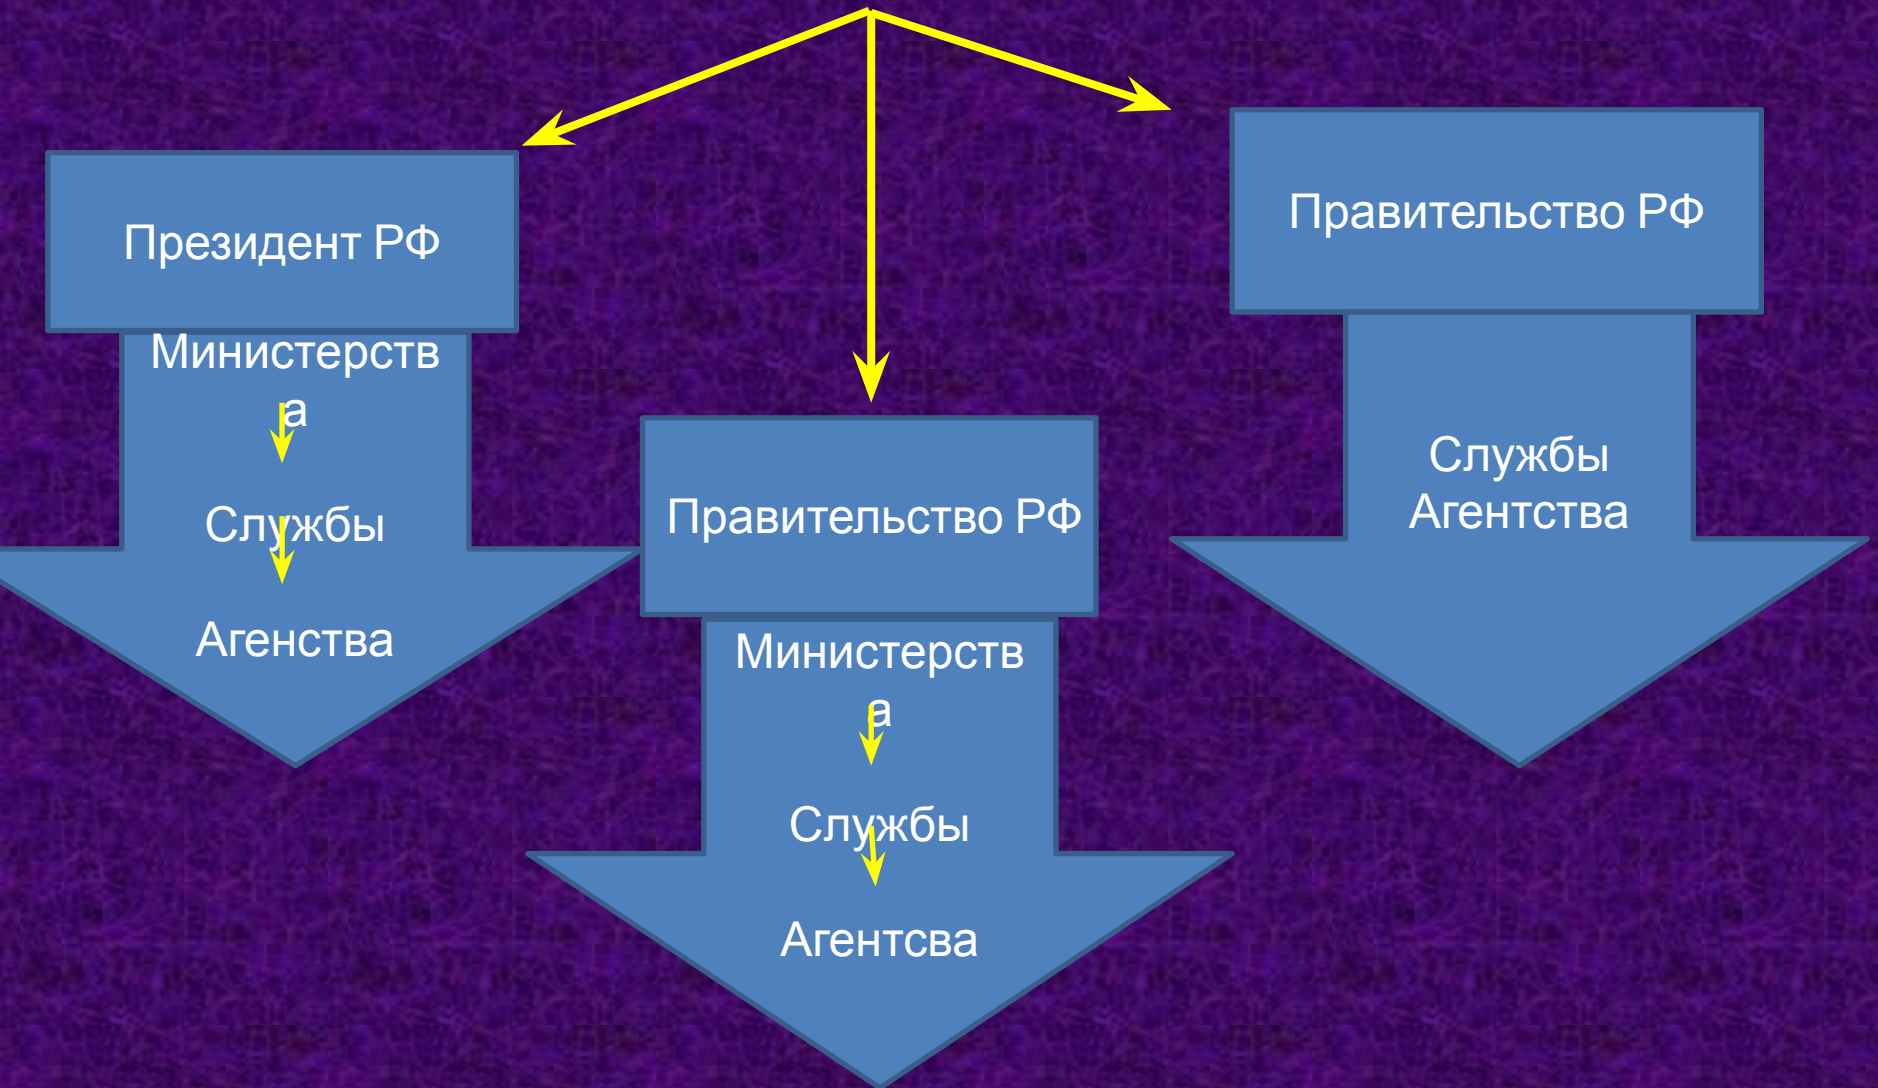 Президент РФ
Министерств
а
Службы
Агенства
Правительство РФ
Министерств
а
Службы
Агентсва
Правительство РФ
Службы
Агентства